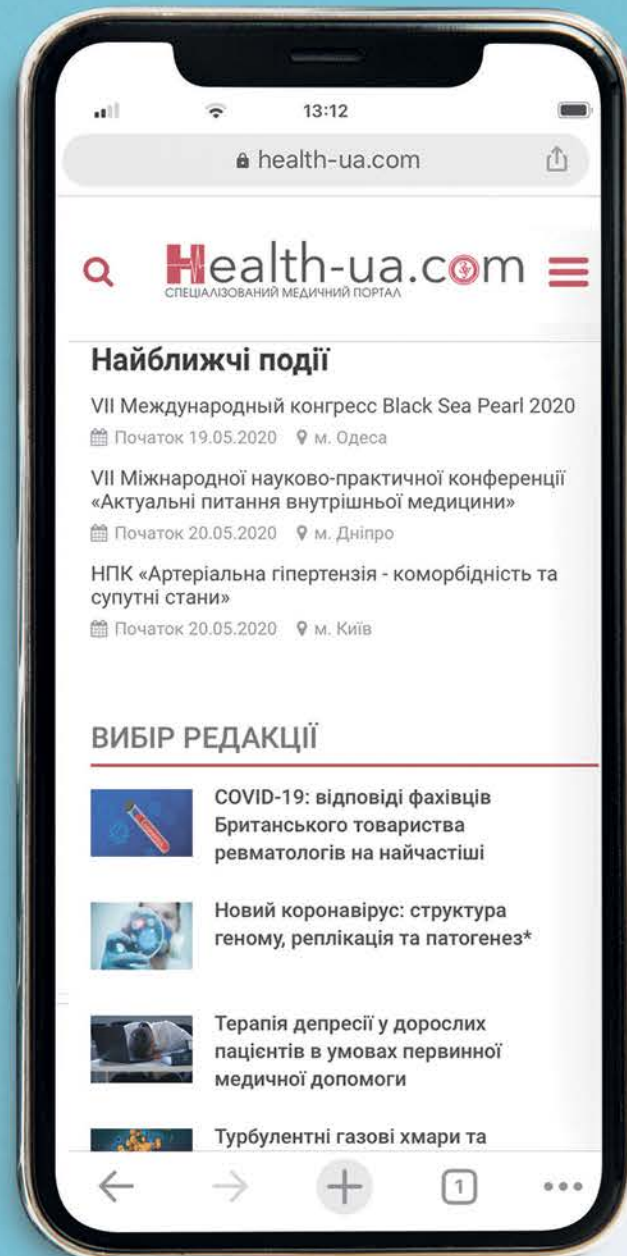 13:12
health-ua.com
Health-ua.com
СПЕЦІАЛІЗОВАНИЙ МЕДИЧНИЙ ПОРТАЛ
Найближчі події
VII Международный конгресс Black Sea Pearl 2020
Початок 19.05.2020 м. Одеса
VII Міжнародної науково-практичної конференції
«Актуальні питання внутрішньої медицини»
Початок 20.05.2020 м. Дніпро
НПК «Артеріальна гіпертензія - коморбідність та
супутні стани»
Початок 20.05.2020 м. Київ
ВИБІР РЕДАКЦІЇ
COVID-19: відповіді фахівців
Британського товариства
ревматологів на найчастіші
Новий коронавірус: структура
геному, реплікація та патогенез*
Терапія депресії у дорослих
пацієнтів в умовах первинної
медичної допомоги
Турбулентні газові хмари та
1